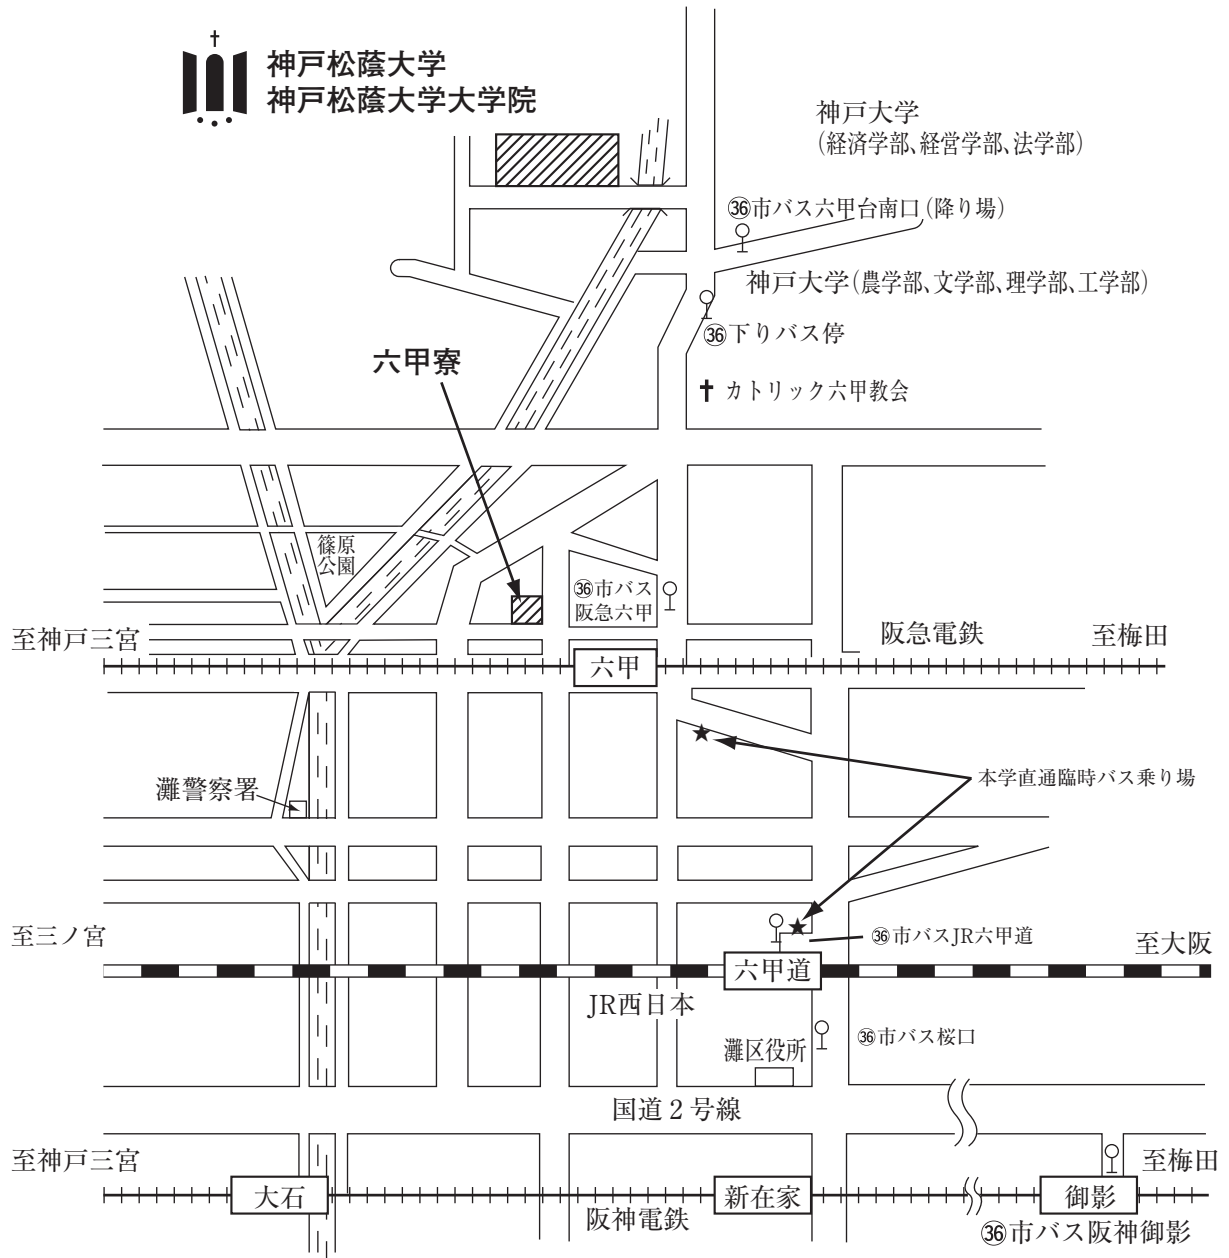 神戸松蔭大学
神戸松蔭大学大学院
神戸大学
(経済学部、経営学部、法学部)
㊱市バス六甲台南口(降り場)
神戸大学(農学部、文学部、理学部、工学部)
㊱下りバス停
六甲寮
カトリック六甲教会
篠原
公園
㊱市バス
阪急六甲
至神戸三宮
阪急電鉄
至梅田
六甲
本学直通臨時バス乗り場
灘警察署
至三ノ宮
㊱市バスJR六甲道
至大阪
六甲道
JR西日本
㊱市バス桜口
灘区役所
国道2号線
至神戸三宮
至梅田
大石
新在家
御影
阪神電鉄
㊱市バス阪神御影